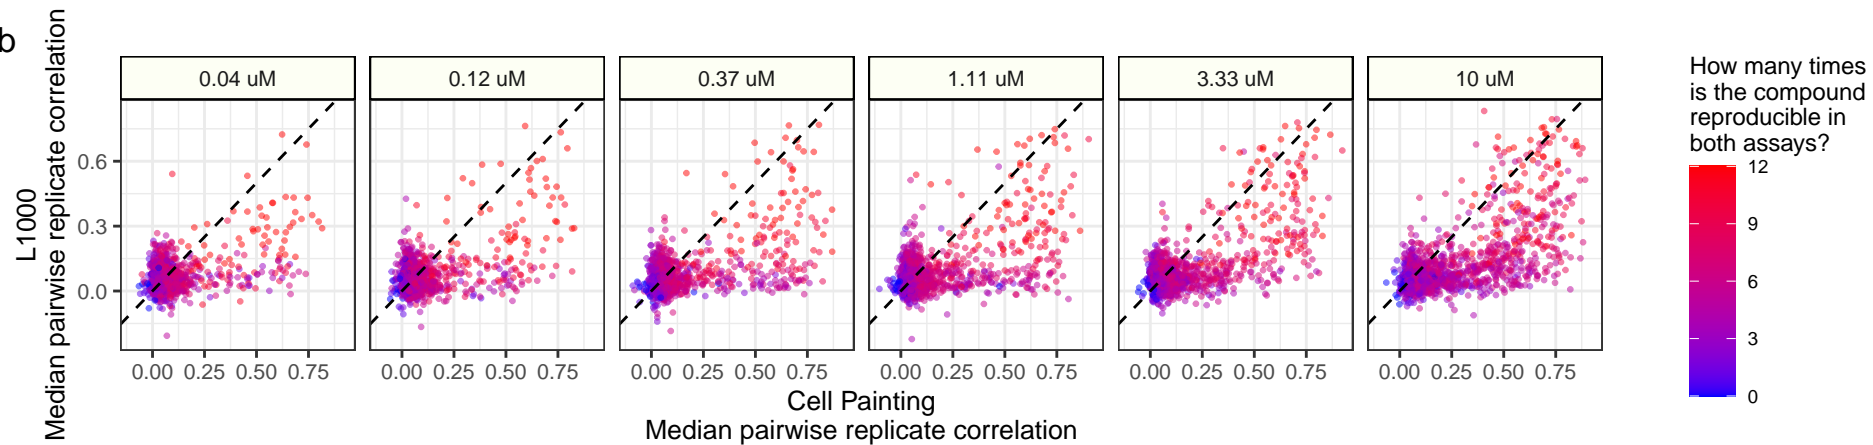 b
L1000
Median pairwise replicate correlation
0.04 uM
0.12 uM
0.37 uM
1.11 uM
3.33 uM
10 uM
0.6
0.3
0.0
0.00 0.25 0.50 0.75
0.00 0.25 0.50 0.75
0.00 0.25 0.50 0.75
0.00 0.25 0.50 0.75
0.00 0.25 0.50 0.75
0.00 0.25 0.50 0.75
Cell Painting
Median pairwise replicate correlation
How many times
is the compound
reproducible in
both assays?
12
9
6
3
0